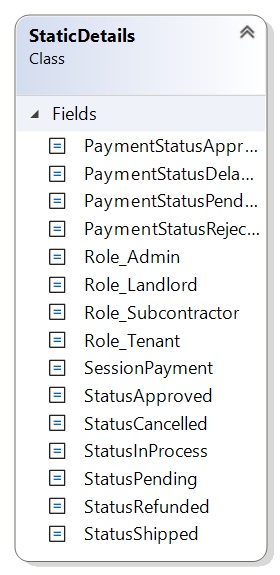 StaticDetails
Class
Fields
PaymentStatusAppr...
PaymentStatusDela...
PaymentStatusPend...
PaymentStatusRejec...
Role_Admin
Role_Landlord
Role_Subcontractor
Role_Tenant
SessionPayment
StatusApproved
StatusCancelled
StatusInProcess
StatusPending
StatusRefunded
StatusShipped